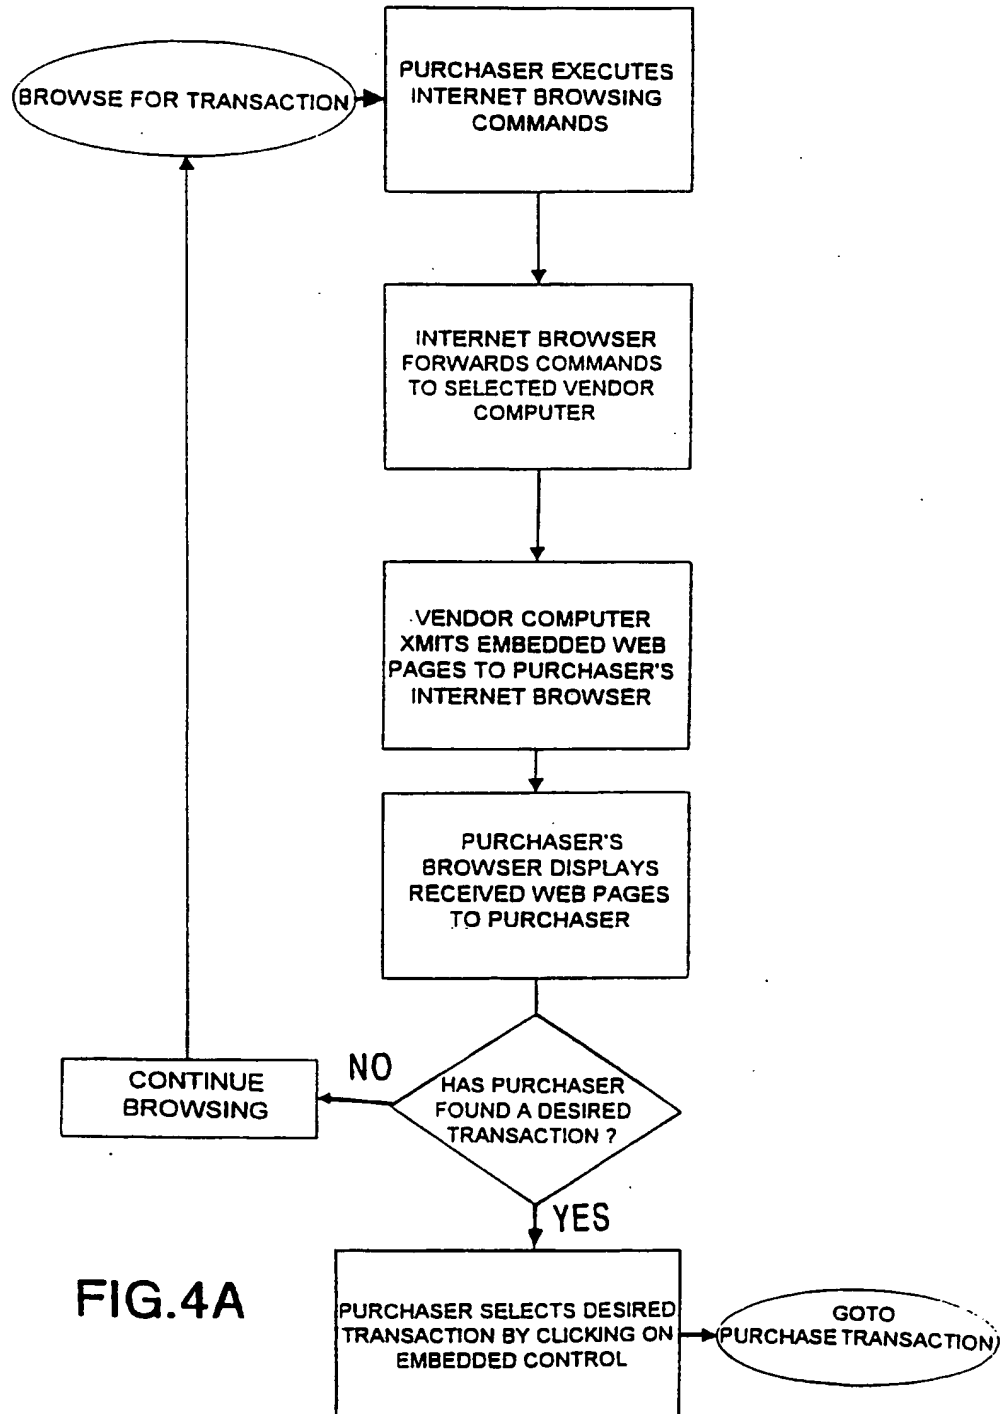 BROWSE FOR TRANSACTION
PURCHASER EXECUTES
INTERNET BROWSING
COMMANDS
INTERNET BROWSER
FORWARDS COMMANDS
TO SELECTED VENDOR
COMPUTER
VENDOR COMPUTER
XMITS EMBEDDED WEB
PAGES TO PURCHASER'S
INTERNET BROWSER
PURCHASER'S
BROWSER DISPLAYS
RECEIVED WEB PAGES
TO PURCHASER
HAS PURCHASER
FOUND A DESIRED
TRANSACTION ?
NO
CONTINUE
BROWSING
YES
PURCHASER SELECTS DESIRED
TRANSACTION BY CLICKING ON
EMBEDDED CONTROL
GOTO
PURCHASE TRANSACTION
FIG.4A